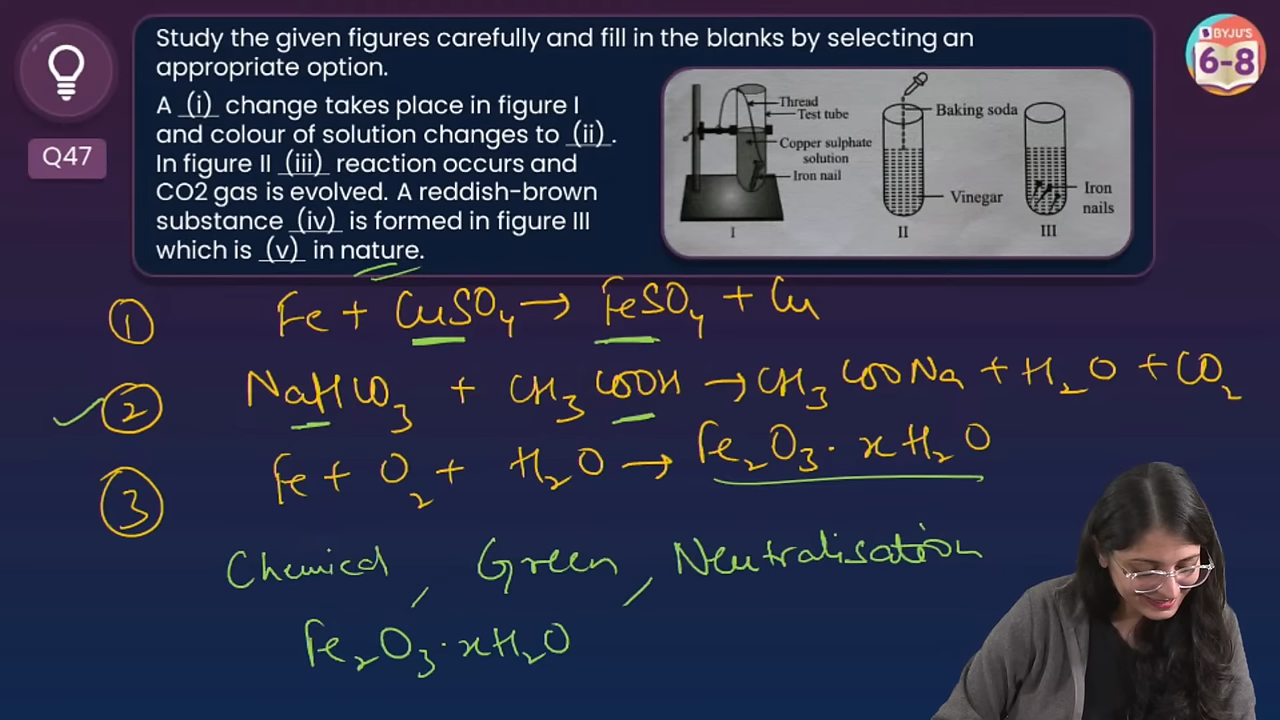 Study the given figures carefully and fill in the blanks by selecting an
appropriate option.
A (i) change takes place in figure I
and colour of solution changes to (ii).
In figure II (iii) reaction occurs and
CO2 gas is evolved. A reddish-brown
substance (iv) is formed in figure III
which is (v) in nature.
Q47
BYJU'S
6-8
Thread
Test tube
Copper sulphate
solution
Iron nail
I
Baking soda
Vinegar
II
Iron
nails
III
① Fe + CuSO₄ → FeSO₄ + Cu
② NaHCO₃ + CH₃COOH → CH₃COONa + H₂O + CO₂
③ Fe + O₂ + H₂O → Fe₂O₃·xH₂O
Chemical, Green, Neutralisation
Fe₂O₃·xH₂O